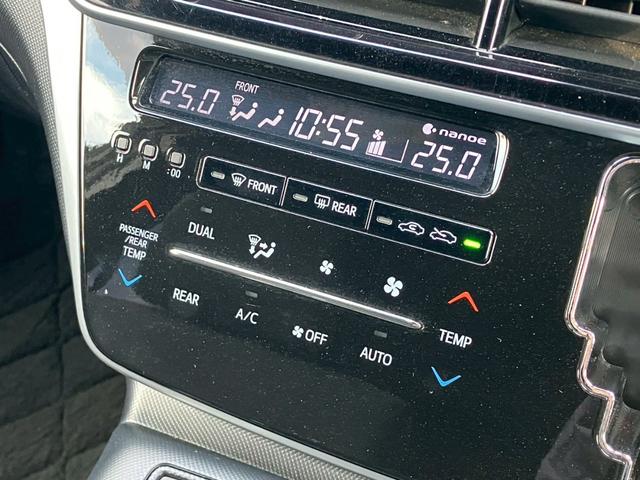 FRONT
25.0 10:55 nanoe 25.0
H M :00
FRONT REAR
PASSENGER
/REAR
TEMP
DUAL
REAR A/C OFF AUTO TEMP